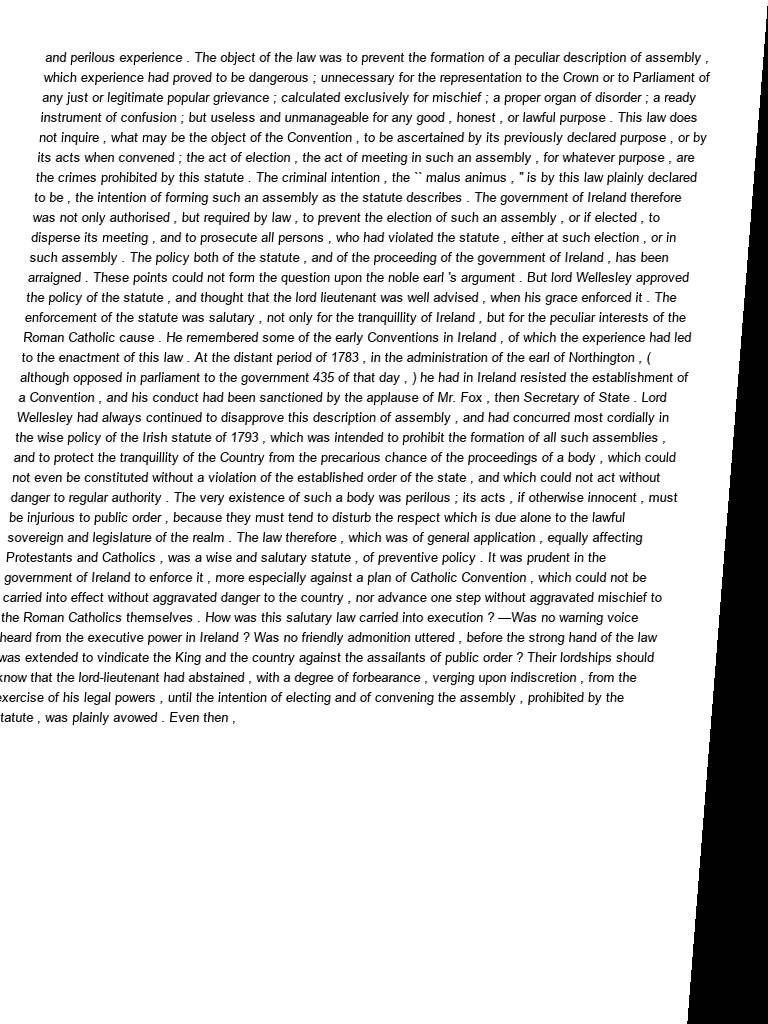 and perilous experience . The object of the law was to prevent the formation of a peculiar description of assembly ,
which experience had proved to be dangerous ; unnecessary for the representation to the Crown or to Parliament of
any just or legitimate popular grievance ; calculated exclusively for mischief ; a proper organ of disorder ; a ready
instrument of confusion ; but useless and unmanageable for any good , honest , or lawful purpose . This law does
not inquire , what may be the object of the Convention , to be ascertained by its previously declared purpose , or by
its acts when convened ; the act of election , the act of meeting in such an assembly , for whatever purpose , are
the crimes prohibited by this statute . The criminal intention , the `` malus animus , '' is by this law plainly declared
to be , the intention of forming such an assembly as the statute describes . The government of Ireland therefore
was not only authorised , but required by law , to prevent the election of such an assembly , or if elected , to
disperse its meeting , and to prosecute all persons , who had violated the statute , either at such election , or in
such assembly . The policy both of the statute , and of the proceeding of the government of Ireland , has been
arraigned . These points could not form the question upon the noble earl 's argument . But lord Wellesley approved
the policy of the statute , and thought that the lord lieutenant was well advised , when his grace enforced it . The
enforcement of the statute was salutary , not only for the tranquillity of Ireland , but for the peculiar interests of the
Roman Catholic cause . He remembered some of the early Conventions in Ireland , of which the experience had led
to the enactment of this law . At the distant period of 1783 , in the administration of the earl of Northington , (
although opposed in parliament to the government 435 of that day , ) he had in Ireland resisted the establishment of
a Convention , and his conduct had been sanctioned by the applause of Mr. Fox , then Secretary of State . Lord
Wellesley had always continued to disapprove this description of assembly , and had concurred most cordially in
the wise policy of the Irish statute of 1793 , which was intended to prohibit the formation of all such assemblies ,
and to protect the tranquillity of the Country from the precarious chance of the proceedings of a body , which could
not even be constituted without a violation of the established order of the state , and which could not act without
danger to regular authority . The very existence of such a body was perilous ; its acts , if otherwise innocent , must
be injurious to public order , because they must tend to disturb the respect which is due alone to the lawful
sovereign and legislature of the realm . The law therefore , which was of general application , equally affecting
Protestants and Catholics , was a wise and salutary statute , of preventive policy . It was prudent in the
government of Ireland to enforce it , more especially against a plan of Catholic Convention , which could not be
carried into effect without aggravated danger to the country , nor advance one step without aggravated mischief to
the Roman Catholics themselves . How was this salutary law carried into execution ? —Was no warning voice
heard from the executive power in Ireland ? Was no friendly admonition uttered , before the strong hand of the law
was extended to vindicate the King and the country against the assailants of public order ? Their lordships should
know that the lord-lieutenant had abstained , with a degree of forbearance , verging upon indiscretion , from the
exercise of his legal powers , until the intention of electing and of convening the assembly , prohibited by the
tatute , was plainly avowed . Even then ,